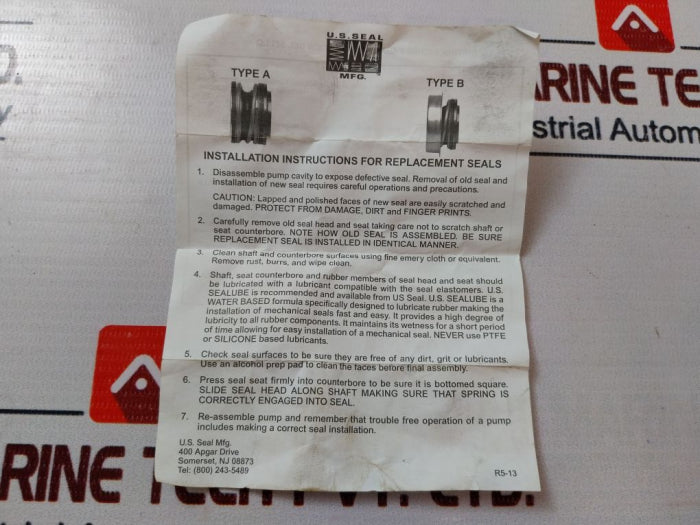 U.S. SEAL
MFG.
TYPE A
TYPE B
INSTALLATION INSTRUCTIONS FOR REPLACEMENT SEALS
1. Disassemble pump cavity to expose defective seal. Removal of old seal and
installation of new seal requires careful operations and precautions.
CAUTION: Lapped and polished faces of new seal are easily scratched and
damaged. PROTECT FROM DAMAGE, DIRT and FINGER PRINTS.
2. Carefully remove old seal head and seat taking care not to scratch shaft or
seat counterbore. NOTE HOW OLD SEAL IS ASSEMBLED. BE SURE
REPLACEMENT SEAL IS INSTALLED IN IDENTICAL MANNER.
3. Clean shaft and counterbore surfaces using fine emery cloth or equivalent.
Remove rust, burrs, and wipe clean.
4. Shaft, seat counterbore and rubber members of seal head and seat should
be lubricated with a lubricant compatible with the seal elastomers. U.S.
SEALUBE is recommended and available from US Seal. U.S. SEALUBE is a
WATER BASED formula specifically designed to lubricate rubber making the
installation of mechanical seals fast and easy. It provides a high degree of
lubricity to all rubber components. It maintains its wetness for a short period
of time allowing for easy installation of a mechanical seal. NEVER use PTFE
or SILICONE based lubricants.
5. Check seal surfaces to be sure they are free of any dirt, grit or lubricants.
Use an alcohol prep pad to clean the faces before final assembly.
6. Press seal seat firmly into counterbore to be sure it is bottomed square.
SLIDE SEAL HEAD ALONG SHAFT MAKING SURE THAT SPRING IS
CORRECTLY ENGAGED INTO SEAL.
7. Re-assemble pump and remember that trouble free operation of a pump
includes making a correct seal installation.
U.S. Seal Mfg.
400 Apgar Drive
Somerset, NJ 08873
Tel: (800) 243-5489
R5-13
ARINE TE
strial Autom
D.
RINE T
LTD.